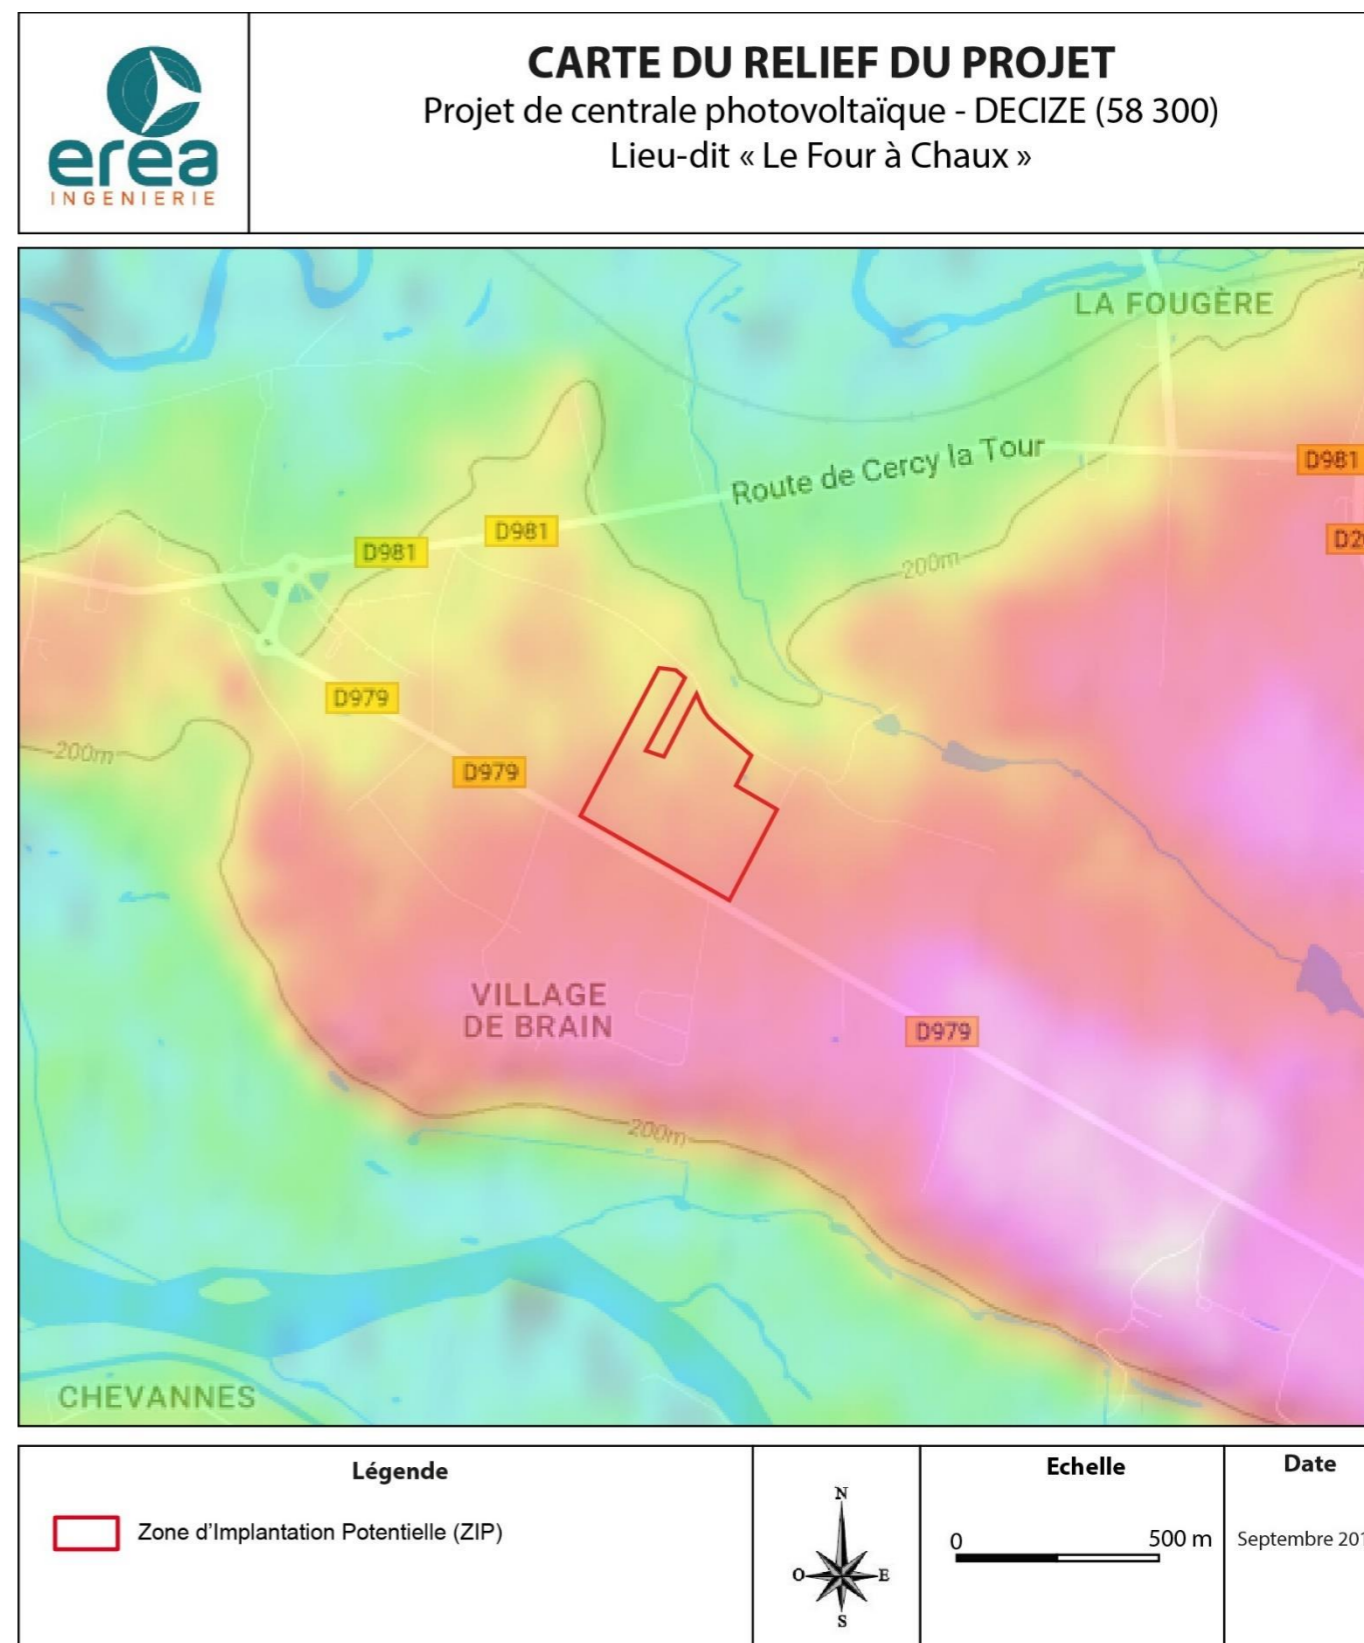 erea
INGENIERIE
CARTE DU RELIEF DU PROJET
Projet de centrale photovoltaïque - DECIZE (58 300)
Lieu-dit « Le Four à Chaux »
LA FOUGÈRE
Route de Cercy la Tour
D981
D981
D981
200m
D979
200m
D979
VILLAGE
DE BRAIN
D979
200m
CHEVANNES
Légende
Zone d'Implantation Potentielle (ZIP)
N
O
E
S
Echelle
0
500 m
Date
Septembre